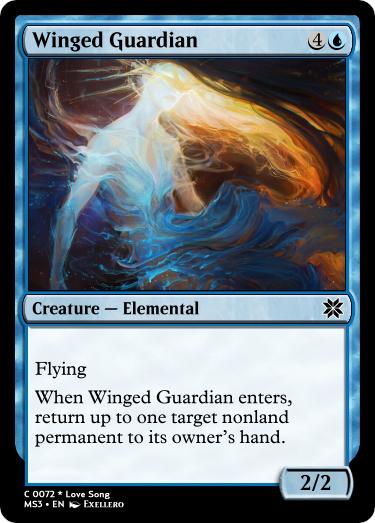 Winged Guardian 4
Creature — Elemental
Flying
When Winged Guardian enters,
return up to one target nonland
permanent to its owner's hand.
2/2
C 0072 * Love Song
MS3 • EN Exellero